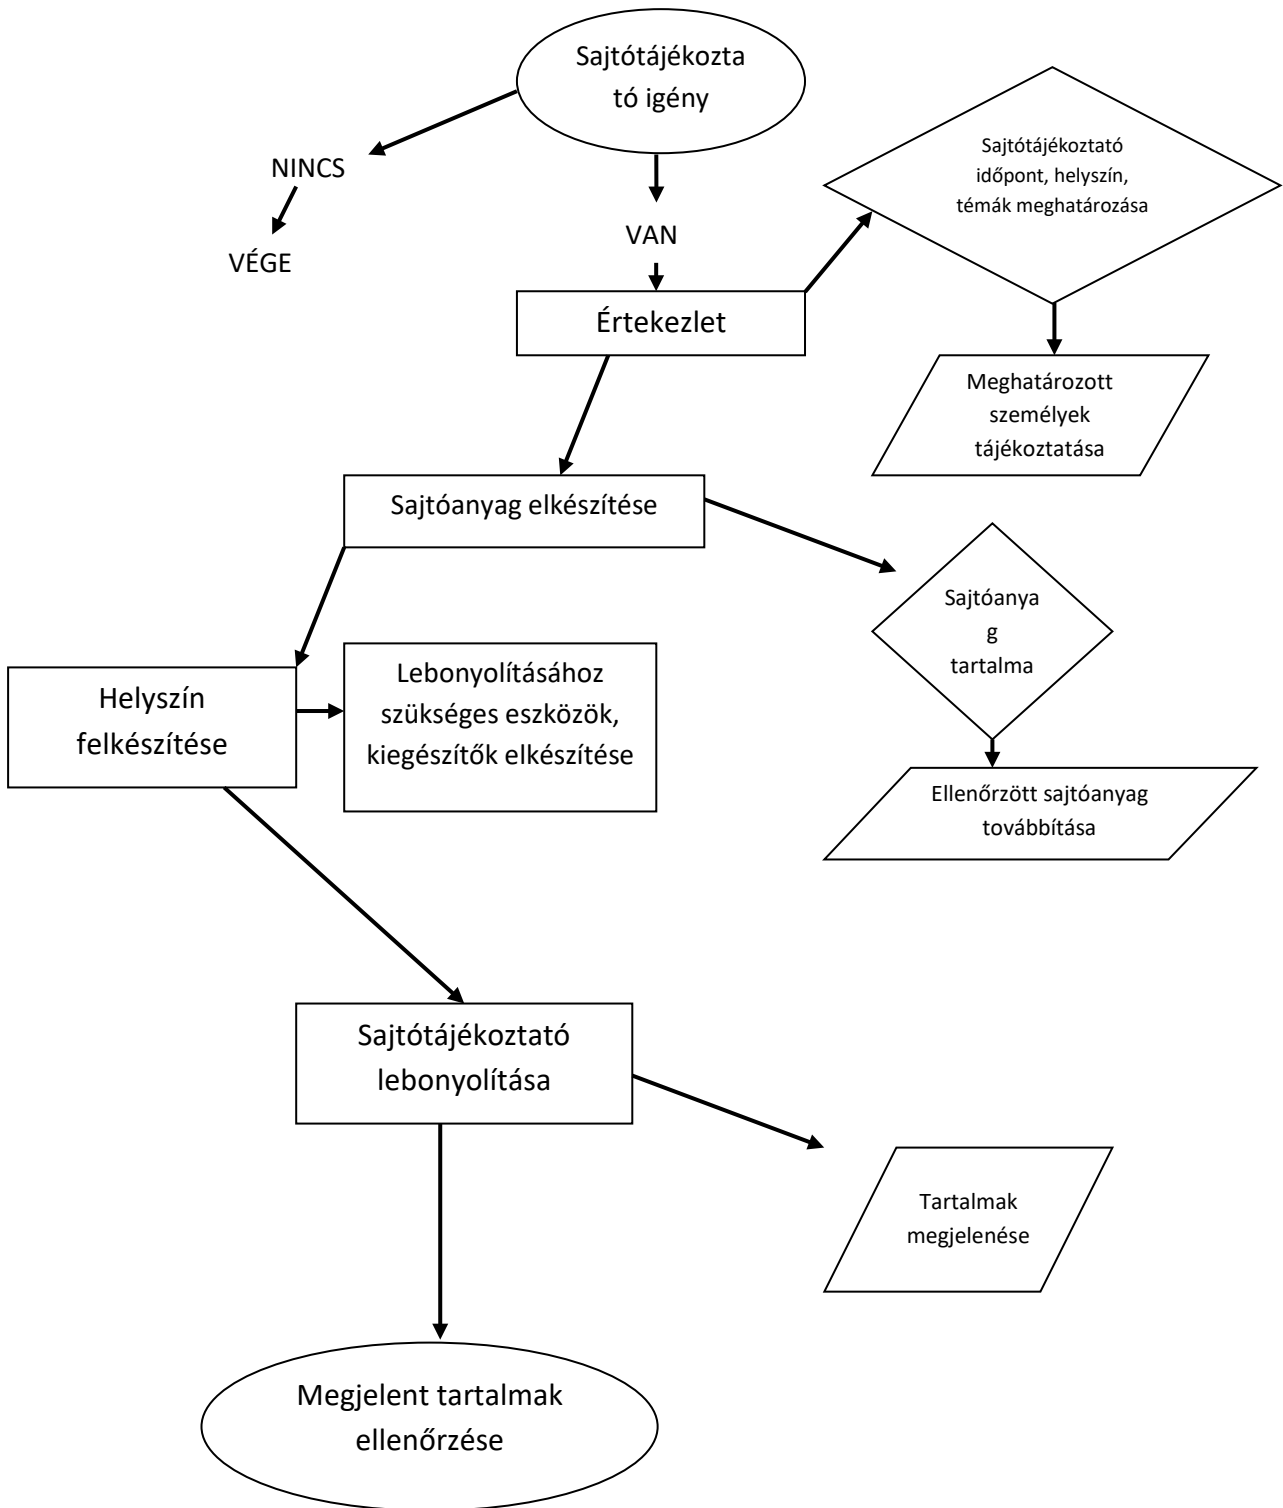 Sajtótájékozta
tó igény
NINCS
VÉGE
VAN
Sajtótájékoztató
időpont, helyszín,
témák meghatározása
Értekezlet
Meghatározott
személyek
tájékoztatása
Sajtóanyag elkészítése
Sajtóanya
g
tartalma
Helyszín
felkészítése
Lebonyolításához
szükséges eszközök,
kiegészítők elkészítése
Ellenőrzött sajtóanyag
továbbítása
Sajtótájékoztató
lebonyolítása
Tartalmak
megjelenése
Megjelent tartalmak
ellenőrzése